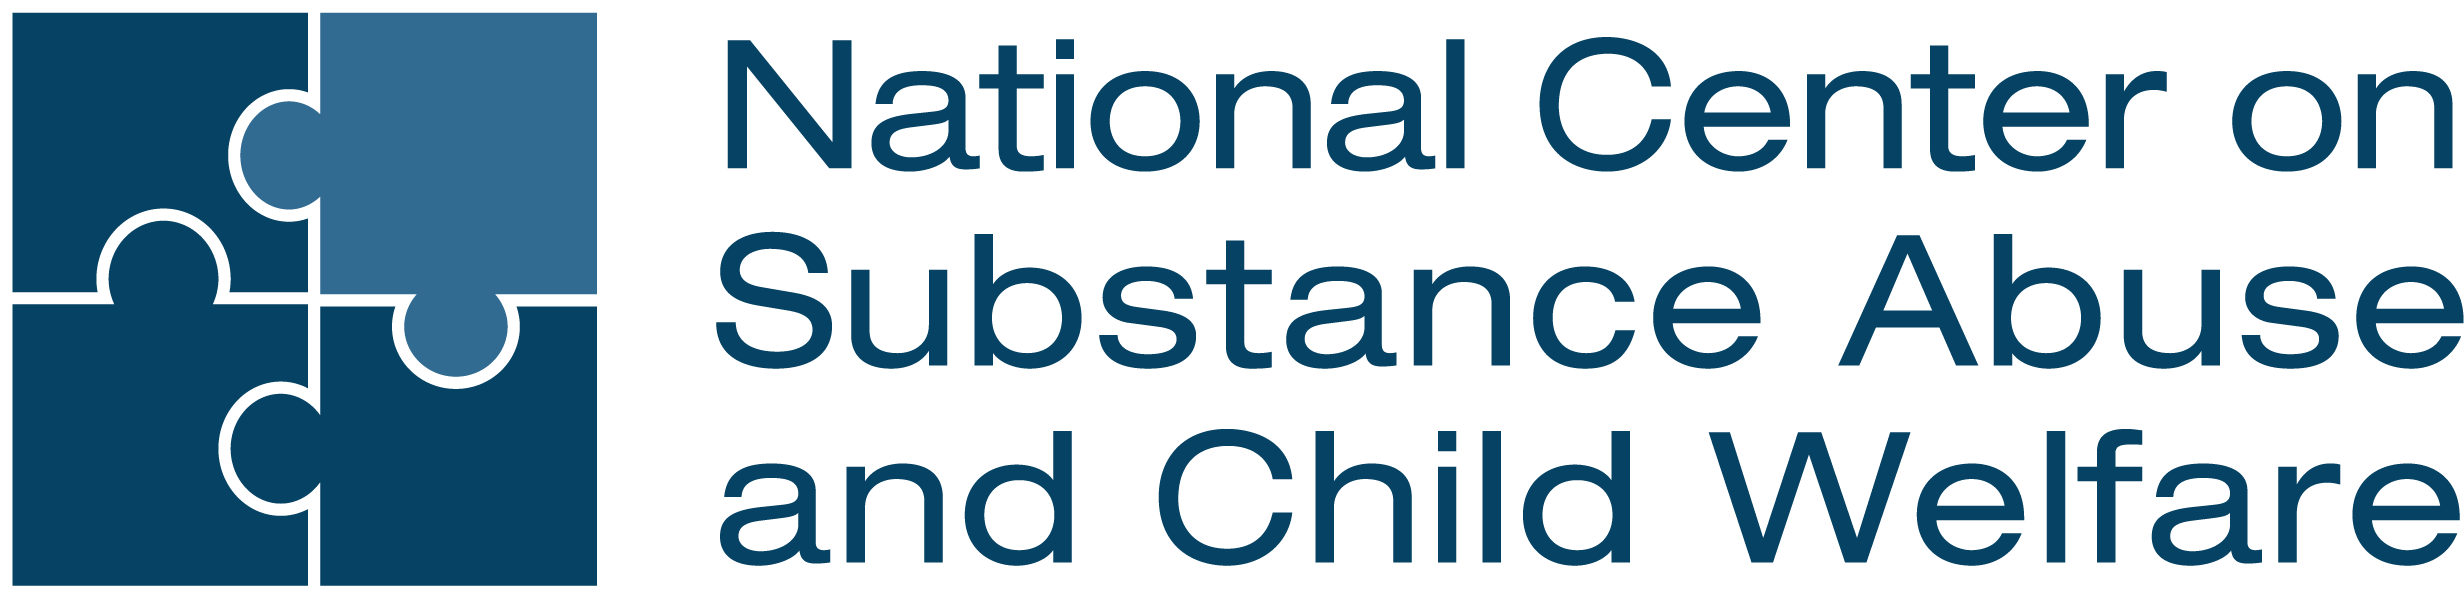 National Center on
Substance Abuse
and Child Welfare